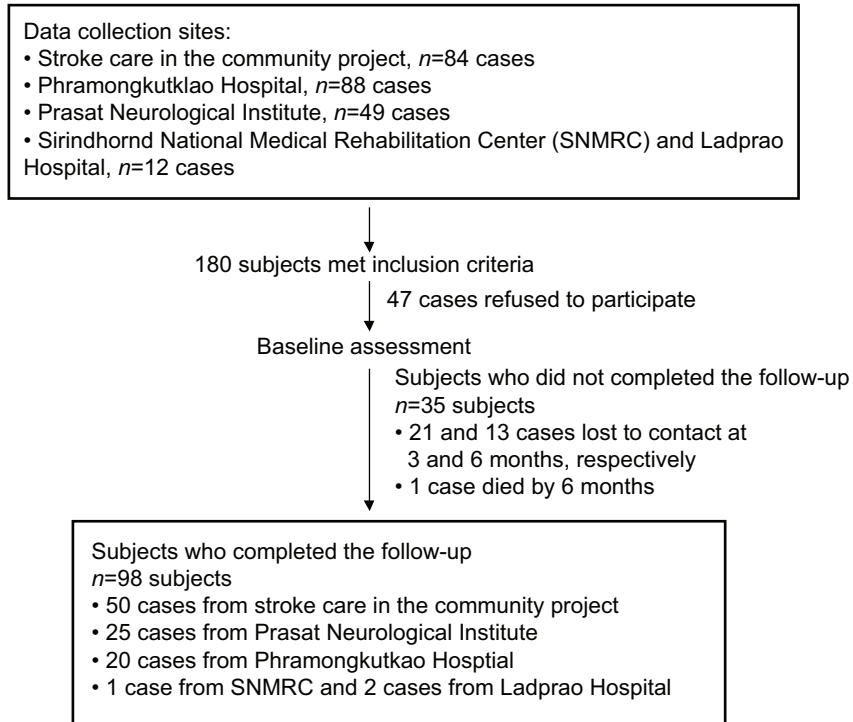 Data collection sites:
• Stroke care in the community project, n=84 cases
• Phramongkutklao Hospital, n=88 cases
• Prasat Neurological Institute, n=49 cases
• Sirindhornd National Medical Rehabilitation Center (SNMRC) and Ladprao
Hospital, n=12 cases
180 subjects met inclusion criteria
47 cases refused to participate
Baseline assessment
Subjects who did not completed the follow-up
n=35 subjects
• 21 and 13 cases lost to contact at
3 and 6 months, respectively
• 1 case died by 6 months
Subjects who completed the follow-up
n=98 subjects
• 50 cases from stroke care in the community project
• 25 cases from Prasat Neurological Institute
• 20 cases from Phramongkutkao Hosptial
• 1 case from SNMRC and 2 cases from Ladprao Hospital